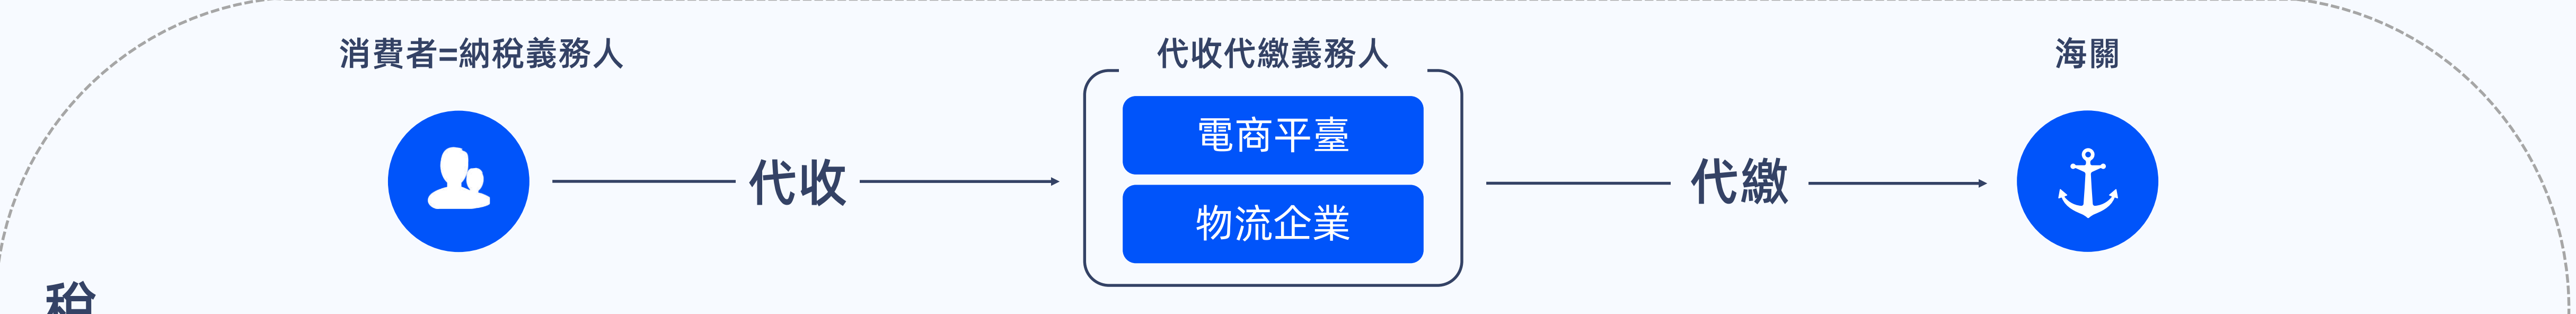 消費者=納稅義務人
代收
代收代繳義務人
電商平臺
物流企業
代繳
海關
稅